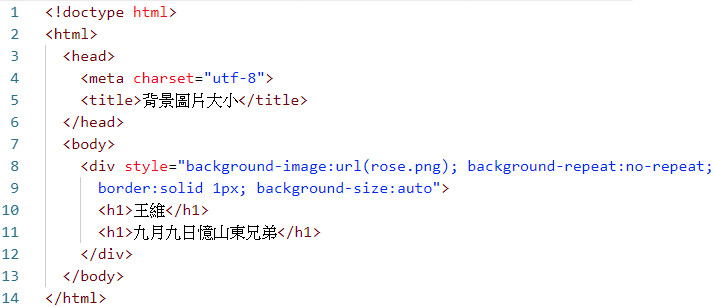 1 <!doctype html>
2 <html>
3 <head>
4 <meta charset="utf-8">
5 <title>背景圖片大小</title>
6 </head>
7 <body>
8 <div style="background-image:url(rose.png); background-repeat:no-repeat;
9 border:solid 1px; background-size:auto">
10 <h1>王維</h1>
11 <h1>九月九日憶山東兄弟</h1>
12 </div>
13 </body>
14 </html>